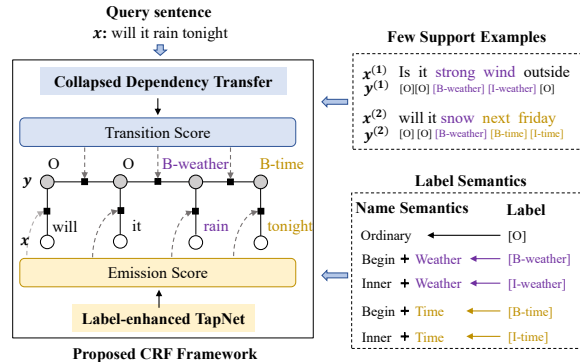 Query sentence
x: will it rain tonight
Collapsed Dependency Transfer
Transition Score
O O B-weather B-time
y
x will it rain tonight
Emission Score
Label-enhanced TapNet
Proposed CRF Framework
Few Support Examples
x(1) Is it strong wind outside
y(1) [O][O] [B-weather] [I-weather] [O]
x(2) will it snow next friday
y(2) [O] [O] [B-weather] [B-time] [I-time]
Label Semantics
Name Semantics Label
Ordinary [O]
Begin + Weather [B-weather]
Inner + Weather [I-weather]
Begin + Time [B-time]
Inner + Time [I-time]